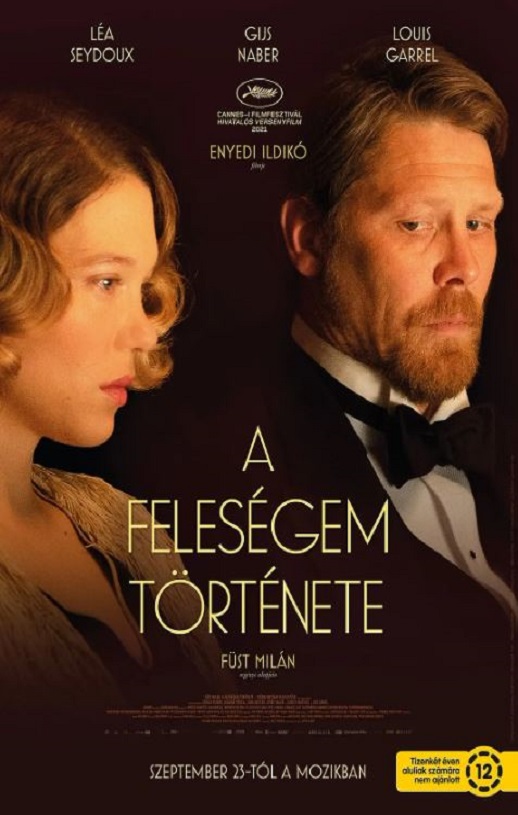 LÉA
SEYDOUX
GIJS
NABER
LOUIS
GARREL
CANNES-I FILMFESZTIVÁL
HIVATALOS VERSENYFILM
2021
ENYEDI ILDIKÓ
filmje
A
FELESÉGEM
TÖRTÉNETE
FÜST MILÁN
regénye alapján
SZEPTEMBER 23-TÓL A MOZIKBAN
Tizenkét éven
aluliak számára
nem ajánlott
12